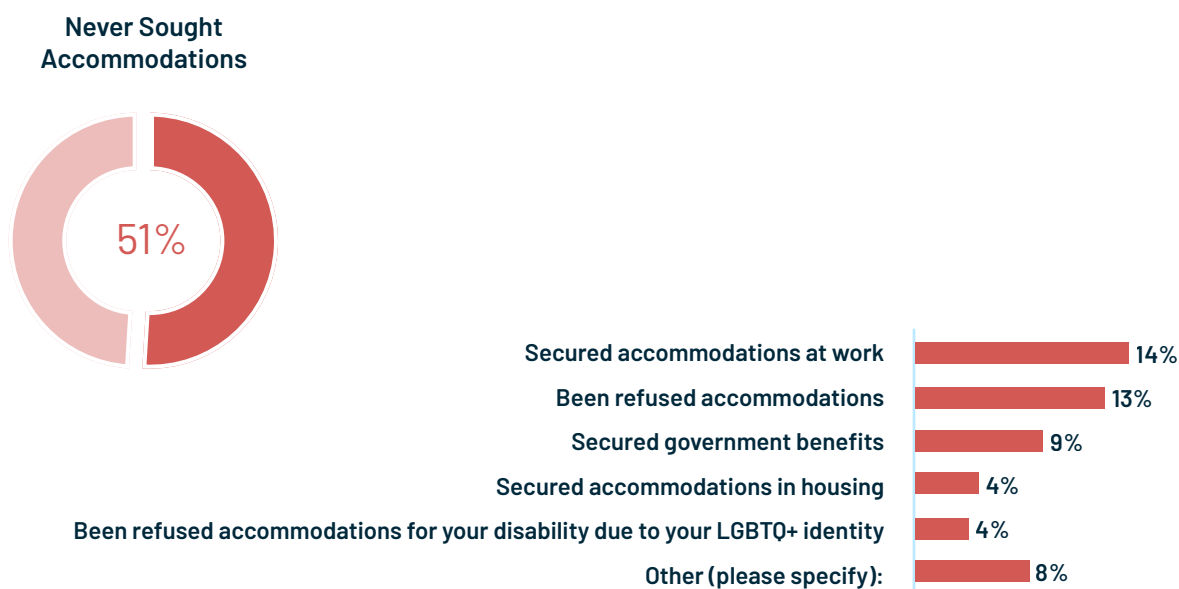 Never Sought
Accommodations
51%
Secured accommodations at work 14%
Been refused accommodations 13%
Secured government benefits 9%
Secured accommodations in housing 4%
Been refused accommodations for your disability due to your LGBTQ+ identity 4%
Other (please specify): 8%